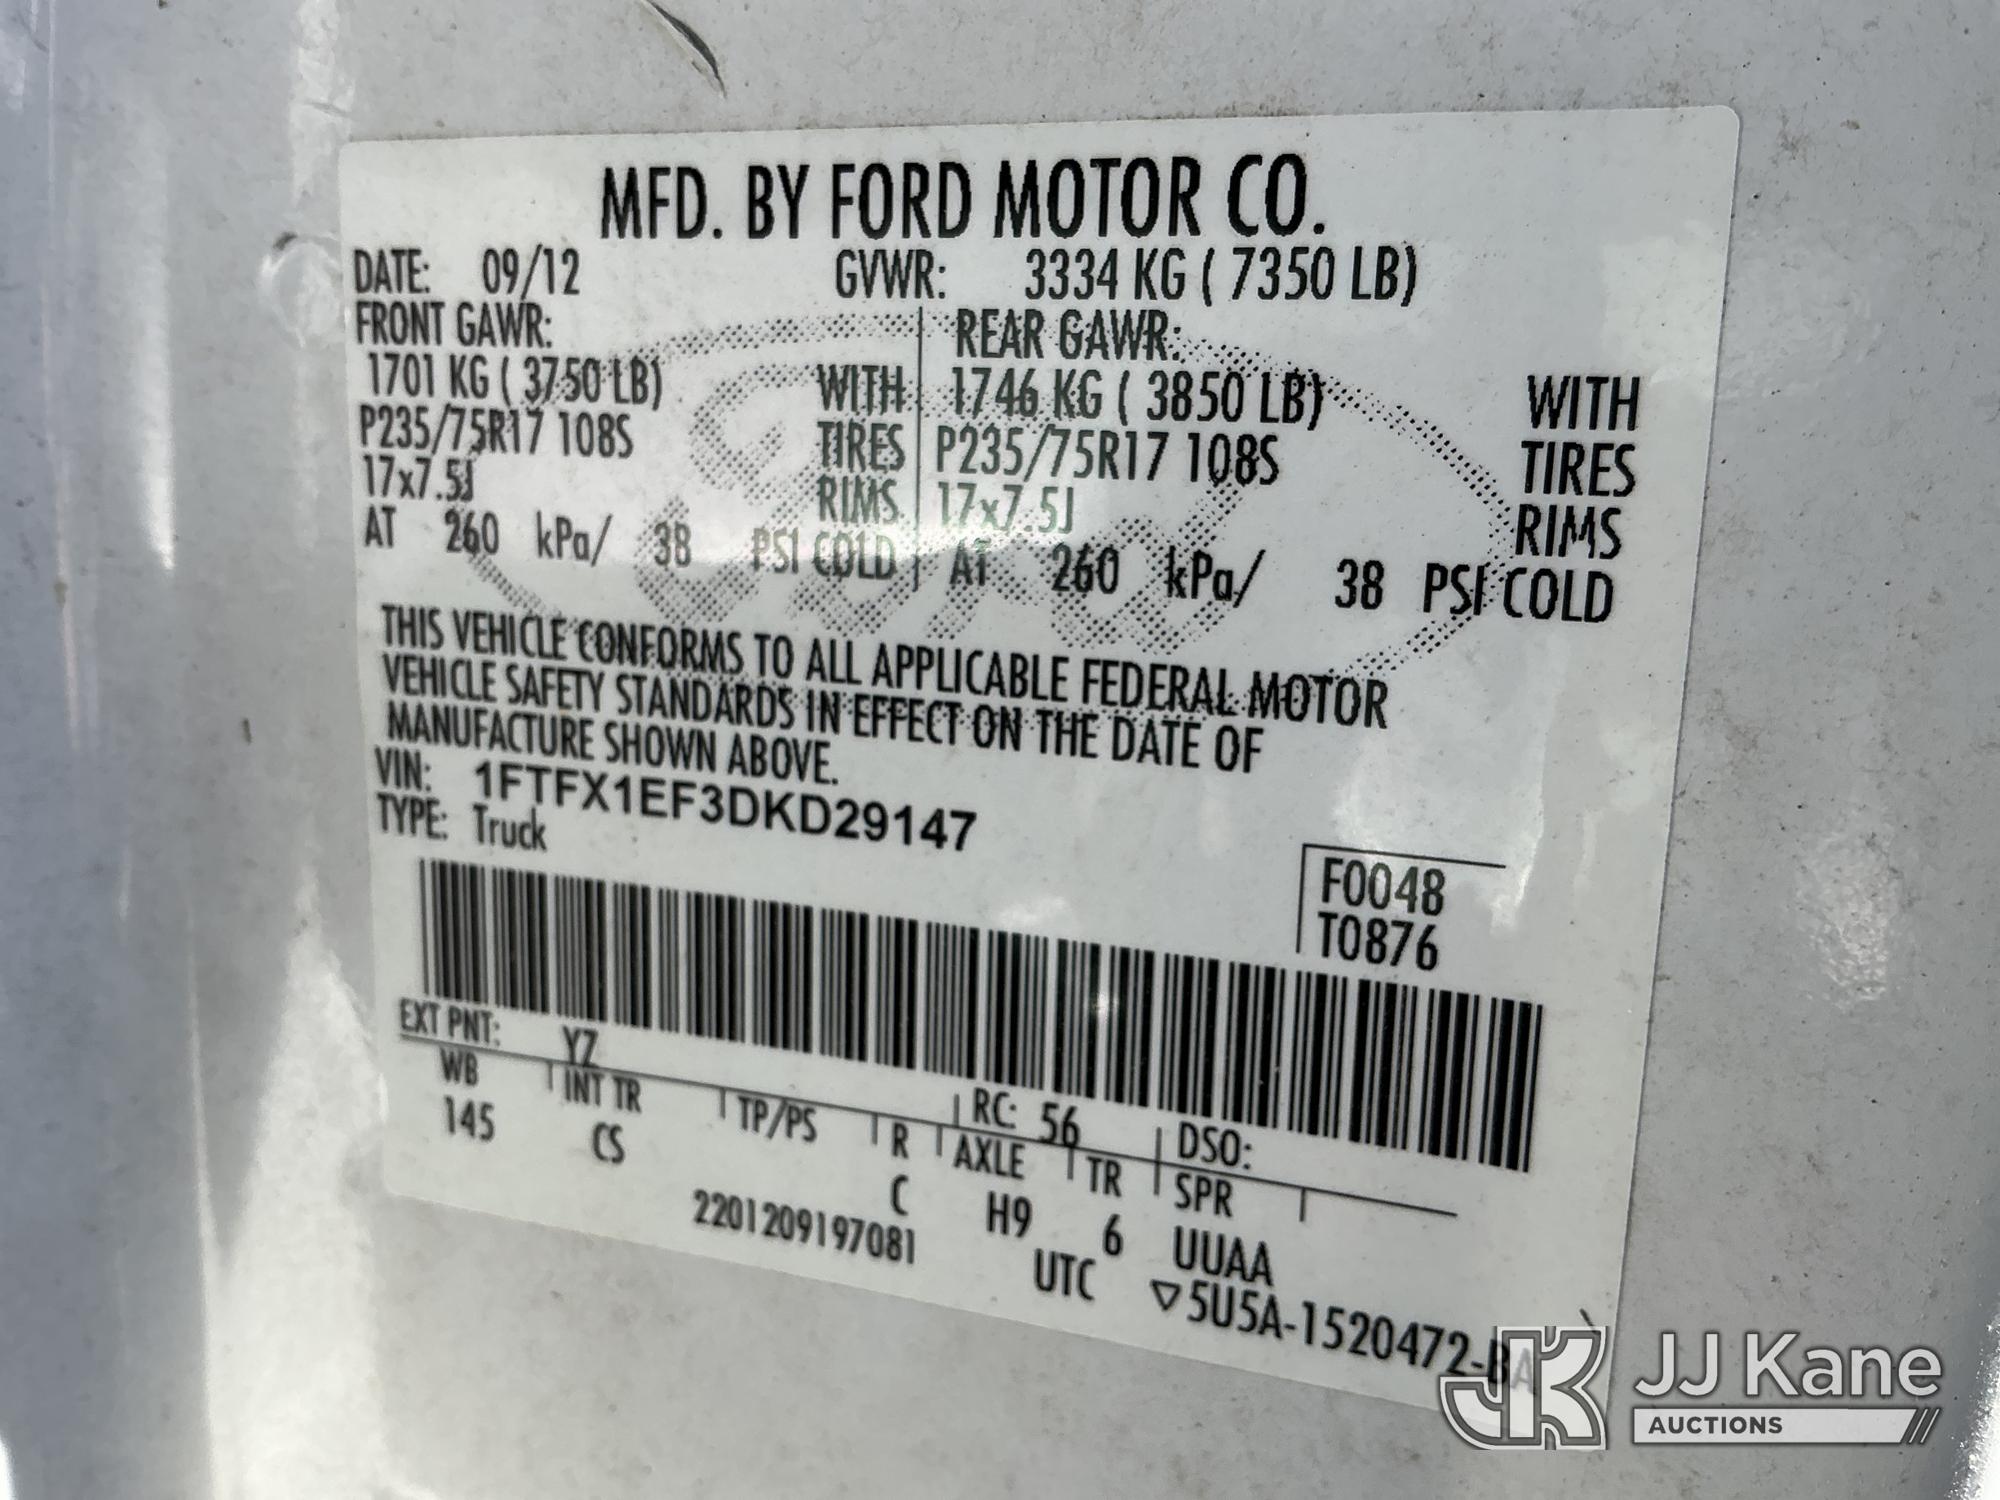 MFD. BY FORD MOTOR CO.
DATE: 09/12 GVWR: 3334 KG ( 7350 LB)
FRONT GAWR: REAR GAWR:
1701 KG ( 3750 LB) WITH 1746 KG ( 3850 LB) WITH
P235/75R17 108S TIRES P235/75R17 108S TIRES
17x7.5J RIMS 17x7.5J RIMS
AT 260 kPa/ 38 PSI COLD AT 260 kPa/ 38 PSI COLD
THIS VEHICLE CONFORMS TO ALL APPLICABLE FEDERAL MOTOR
VEHICLE SAFETY STANDARDS IN EFFECT ON THE DATE OF
MANUFACTURE SHOWN ABOVE.
VIN: 1FTFX1EF3DKD29147
TYPE: Truck
F0048
T0876
EXT PNT: YZ RC: 56 DSO:
WB INT TR TP/PS R AXLE TR SPR
145 CS C H9 6 UUAA
2201209197081 UTC ▽5U5A-1520472-BA
JK JJ Kane
AUCTIONS